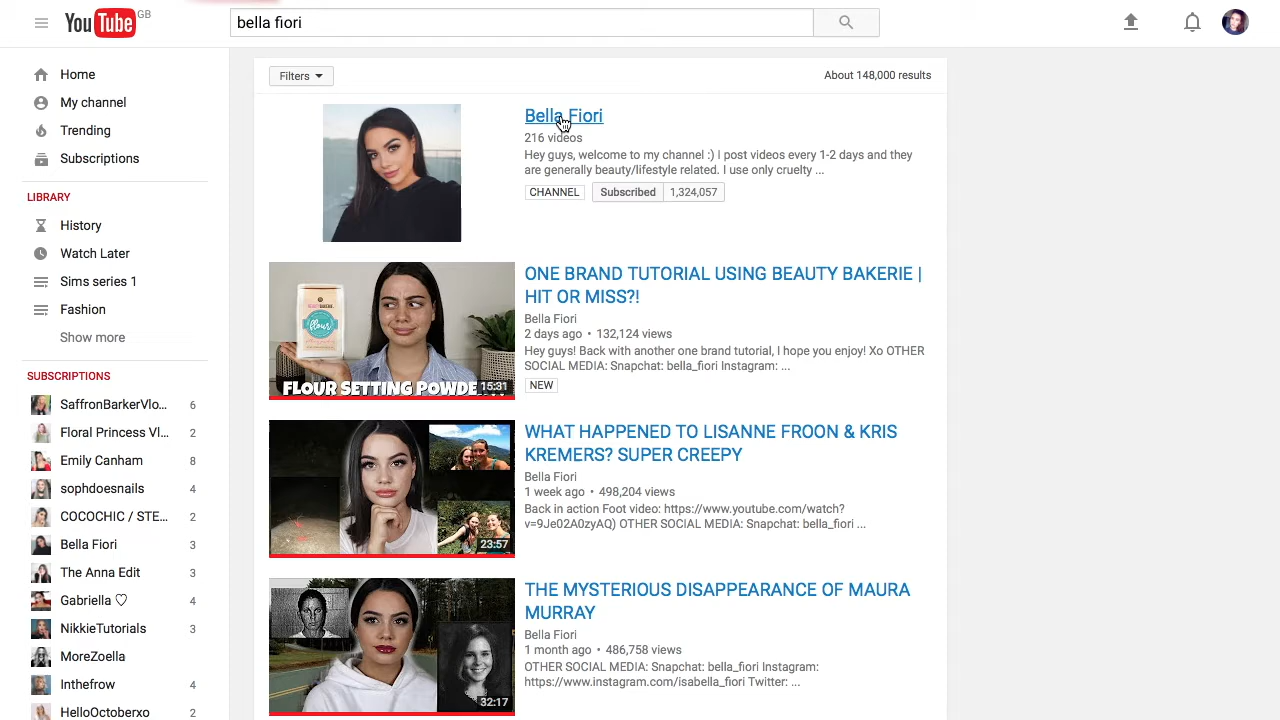 YouTube GB
bella fiori
Home
My channel
Trending
Subscriptions
LIBRARY
History
Watch Later
Sims series 1
Fashion
Show more
SUBSCRIPTIONS
SaffronBarkerVlo... 6
Floral Princess Vl... 2
Emily Canham 8
sophdoesnails 4
COCOCHIC / STE... 2
Bella Fiori 3
The Anna Edit 3
Gabriella ♡ 4
NikkieTutorials 3
MoreZoella
Inthefrow 4
HelloOctoberxo 2
Filters
About 148,000 results
Bella Fiori
216 videos
Hey guys, welcome to my channel :) I post videos every 1-2 days and they
are generally beauty/lifestyle related. I use only cruelty ...
CHANNEL Subscribed 1,324,057
flour
FLOUR SETTING POWDE...
15:31
ONE BRAND TUTORIAL USING BEAUTY BAKERIE |
HIT OR MISS?!
Bella Fiori
2 days ago • 132,124 views
Hey guys! Back with another one brand tutorial, I hope you enjoy! Xo OTHER
SOCIAL MEDIA: Snapchat: bella_fiori Instagram: ...
NEW
23:57
WHAT HAPPENED TO LISANNE FROON & KRIS
KREMERS? SUPER CREEPY
Bella Fiori
1 week ago • 498,204 views
Back in action Foot video: https://www.youtube.com/watch?
v=9Je02A0zyAQ) OTHER SOCIAL MEDIA: Snapchat: bella_fiori ...
32:17
THE MYSTERIOUS DISAPPEARANCE OF MAURA
MURRAY
Bella Fiori
1 month ago • 486,758 views
OTHER SOCIAL MEDIA: Snapchat: bella_fiori Instagram:
https://www.instagram.com/isabella_fiori Twitter: ...